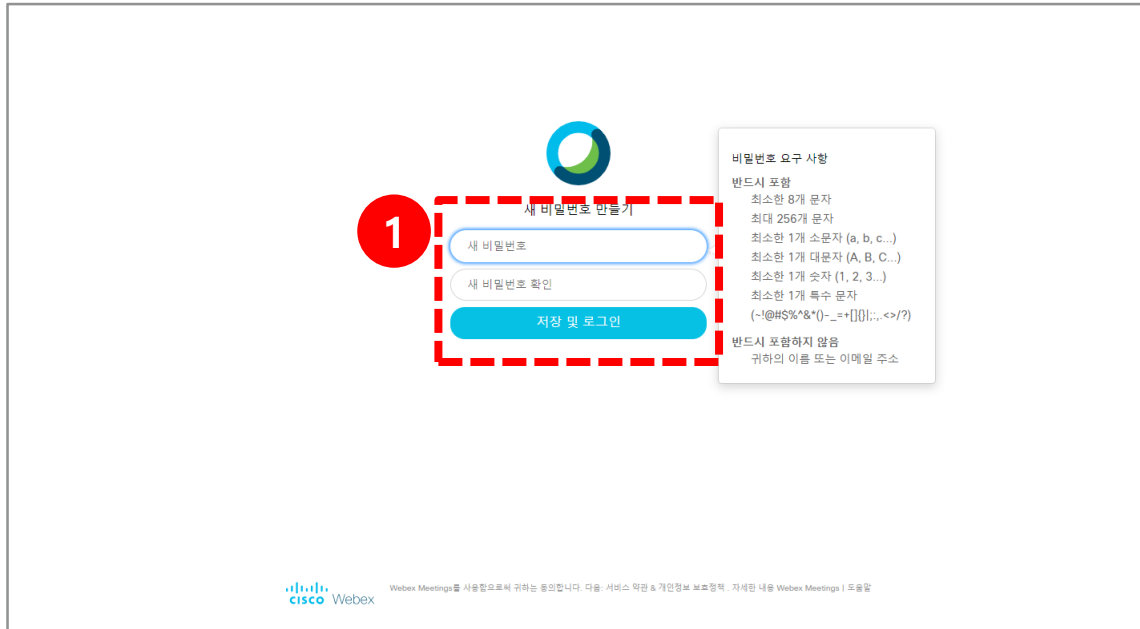 1
새 비밀번호 만들기
새 비밀번호
새 비밀번호 확인
저장 및 로그인
비밀번호 요구 사항
반드시 포함
최소한 8개 문자
최대 256개 문자
최소한 1개 소문자 (a, b, c...)
최소한 1개 대문자 (A, B, C...)
최소한 1개 숫자 (1, 2, 3...)
최소한 1개 특수 문자
(~!@#$%^&*()-_=+[]{}|;:,.<>/?)
반드시 포함하지 않음
귀하의 이름 또는 이메일 주소
CISCO Webex
Webex Meetings를 사용함으로써 귀하는 동의합니다. 다음: 서비스 약관 & 개인정보 보호정책 . 자세한 내용 Webex Meetings | 도움말